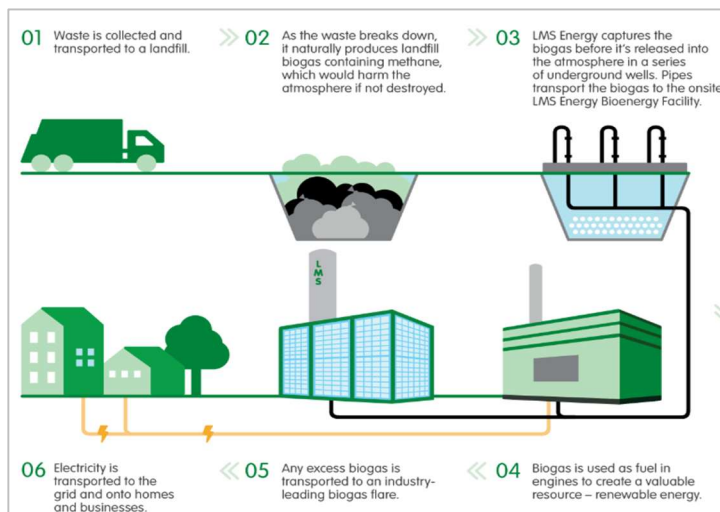 01 Waste is collected and
transported to a landfill.
02 As the waste breaks down,
it naturally produces landfill
biogas containing methane,
which would harm the
atmosphere if not destroyed.
03 LMS Energy captures the
biogas before it's released into
the atmosphere in a series
of underground wells. Pipes
transport the biogas to the onsite
LMS Energy Bioenergy Facility.
LMS
06 Electricity is
transported to the
grid and onto homes
and businesses.
05 Any excess biogas is
transported to an industry-
leading biogas flare.
04 Biogas is used as fuel in
engines to create a valuable
resource – renewable energy.